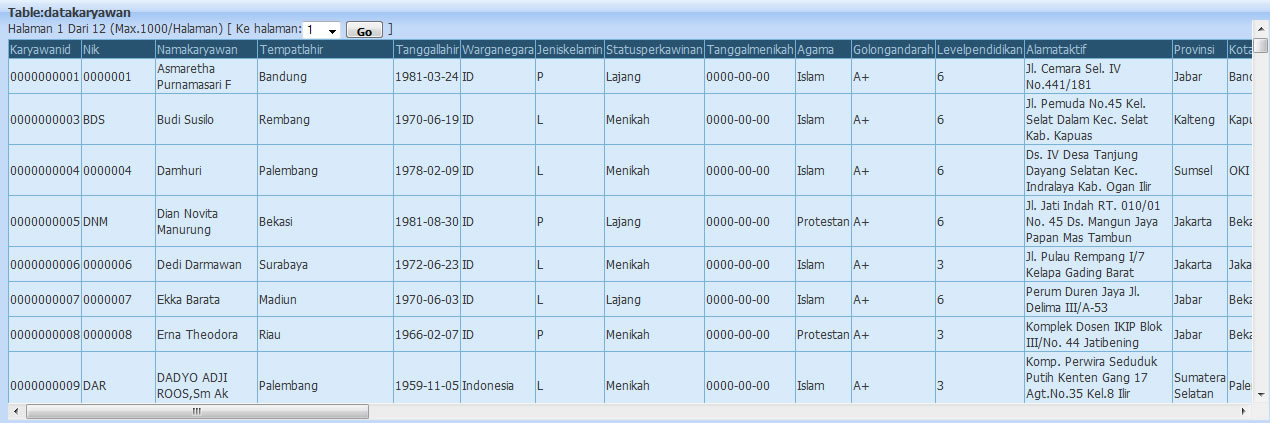 Table:datakaryawan
Halaman 1 Dari 12 (Max.1000/Halaman) [ Ke halaman: 1 Go ]
Karyawanid Nik Namakaryawan Tempatlahir Tanggallahir Warganegara Jeniskelamin Statusperkawinan Tanggalmenikah Agama Golongandarah Levelpendidikan Alamataktif Provinsi Kota
0000000001 0000001 Asmaretha Purnamasari F Bandung 1981-03-24 ID P Lajang 0000-00-00 Islam A+ 6 Jl. Cemara Sel. IV No.441/181 Jabar Band
0000000003 BDS Budi Susilo Rembang 1970-06-19 ID L Menikah 0000-00-00 Islam A+ 6 Jl. Pemuda No.45 Kel. Selat Dalam Kec. Selat Kab. Kapuas Kalteng Kapu
0000000004 0000004 Damhuri Palembang 1978-02-09 ID L Menikah 0000-00-00 Islam A+ 6 Ds. IV Desa Tanjung Dayang Selatan Kec. Indralaya Kab. Ogan Ilir Sumsel OKI
0000000005 DNM Dian Novita Manurung Bekasi 1981-08-30 ID P Lajang 0000-00-00 Protestan A+ 6 Jl. Jati Indah RT. 010/01 No. 45 Ds. Mangun Jaya Papan Mas Tambun Jakarta Beka
0000000006 0000006 Dedi Darmawan Surabaya 1972-06-23 ID L Menikah 0000-00-00 Islam A+ 3 Jl. Pulau Rempang I/7 Kelapa Gading Barat Jakarta Jaka
0000000007 0000007 Ekka Barata Madiun 1970-06-03 ID L Lajang 0000-00-00 Islam A+ 6 Perum Duren Jaya Jl. Delima III/A-53 Jabar Beka
0000000008 0000008 Erna Theodora Riau 1966-02-07 ID P Menikah 0000-00-00 Protestan A+ 3 Komplek Dosen IKIP Blok III/No. 44 Jatibening Jabar Beka
0000000009 DAR DADYO ADJI ROOS,Sm Ak Palembang 1959-11-05 Indonesia L Menikah 0000-00-00 Islam A+ 3 Komp. Perwira Seduduk Putih Kenten Gang 17 Agt.No.35 Kel.8 Ilir Sumatera Selatan Pale